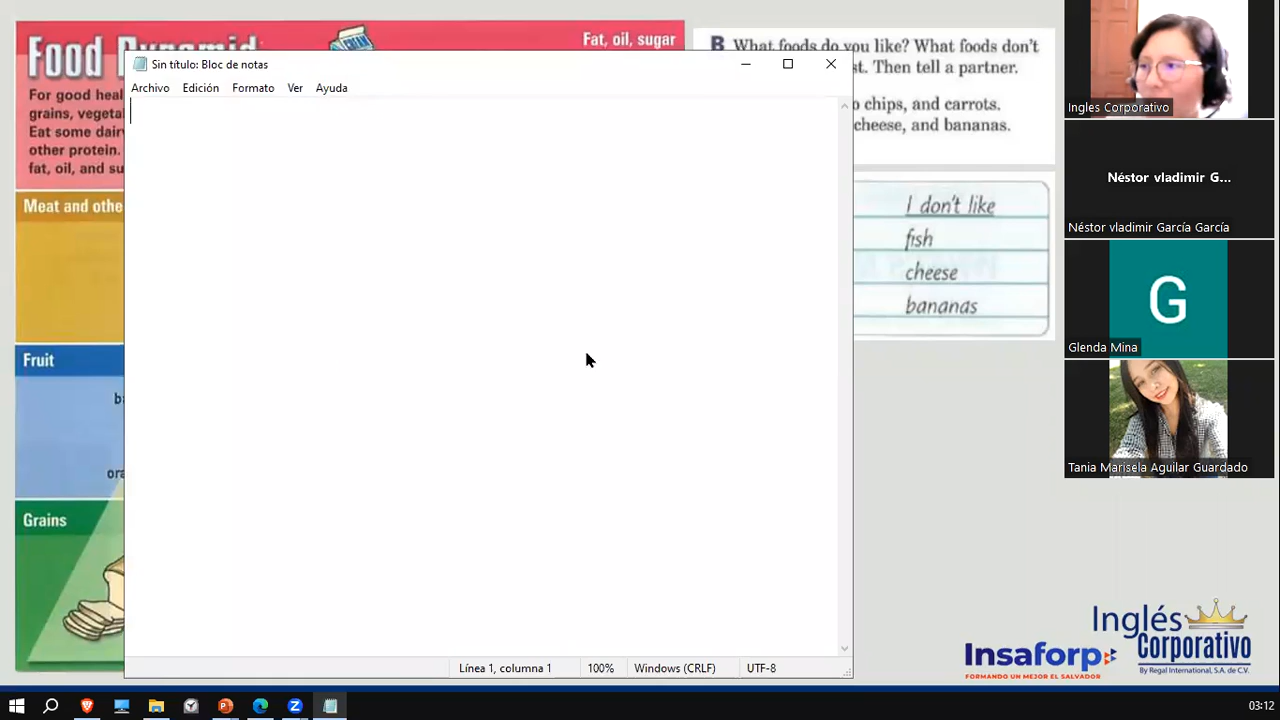 Food Pyramid
Fat, oil, sugar
For good heal
grains, vegetab
Eat some dair
other protein.
fat, oil, and su
Meat and othe
Fruit
ba
ora
Grains
B What foods do you like? What foods don't
st. Then tell a partner.
o chips, and carrots.
cheese, and bananas.
I don't like
fish
cheese
bananas
Sin título: Bloc de notas
Archivo Edición Formato Ver Ayuda
Línea 1, columna 1 100% Windows (CRLF) UTF-8
Ingles Corporativo
Néstor vladimir G...
Néstor vladimir García García
G
Glenda Mina
Tania Marisela Aguilar Guardado
Insaforp
FORMANDO UN MEJOR EL SALVADOR
Inglés
Corporativo
By Regal International, S.A. de C.V.
03:12